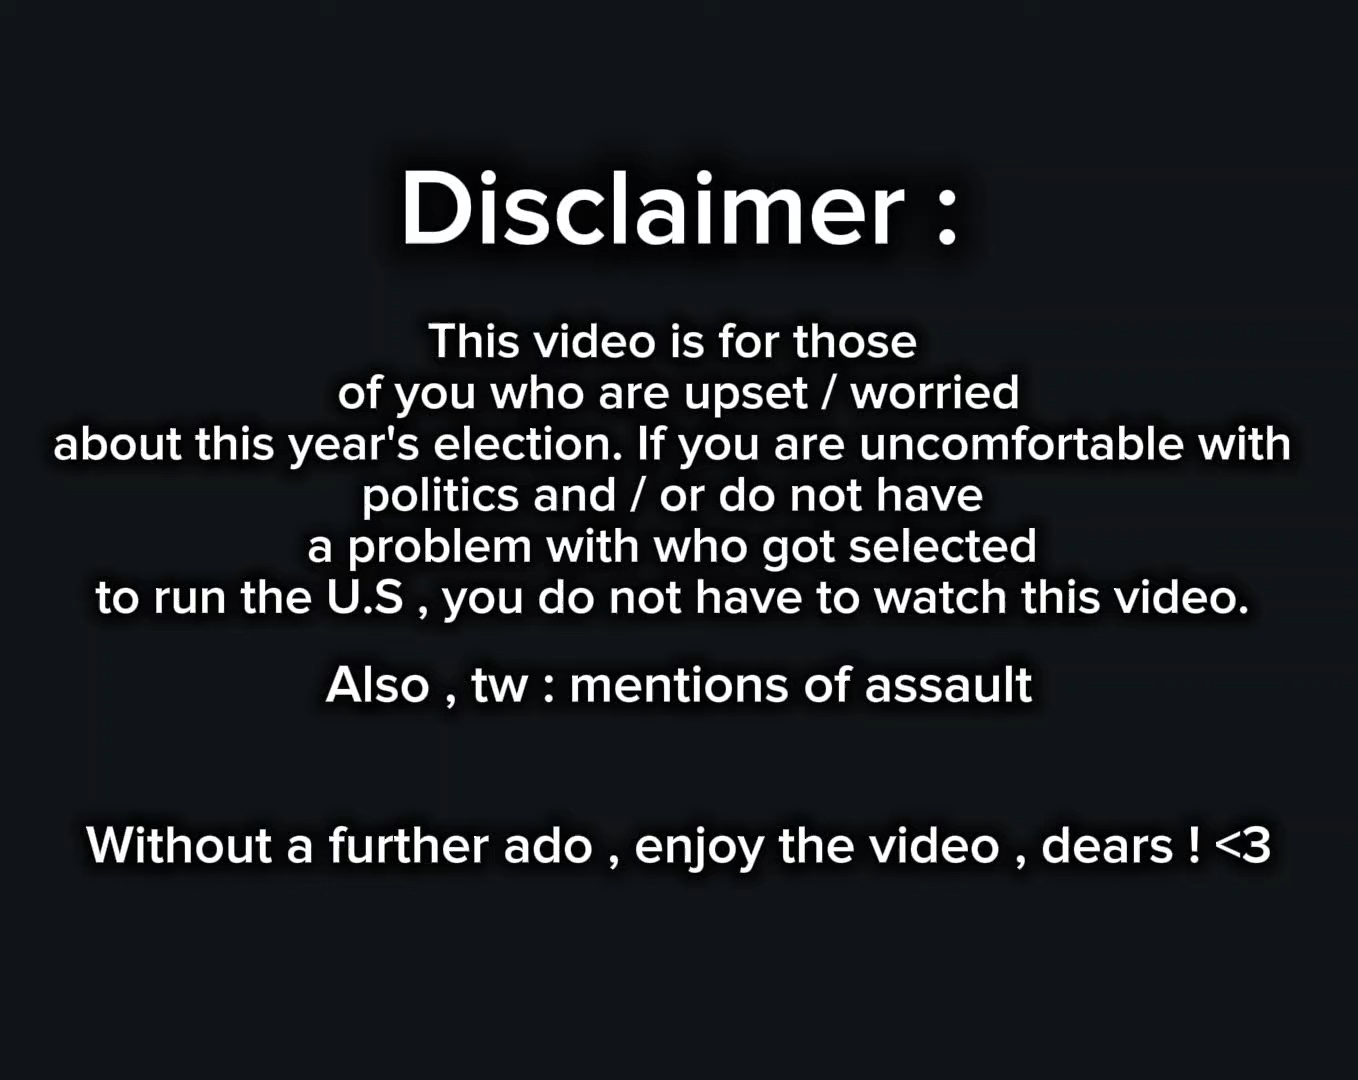 Disclaimer :
This video is for those
of you who are upset / worried
about this year's election. If you are uncomfortable with
politics and / or do not have
a problem with who got selected
to run the U.S , you do not have to watch this video.
Also , tw : mentions of assault
Without a further ado , enjoy the video , dears ! <3